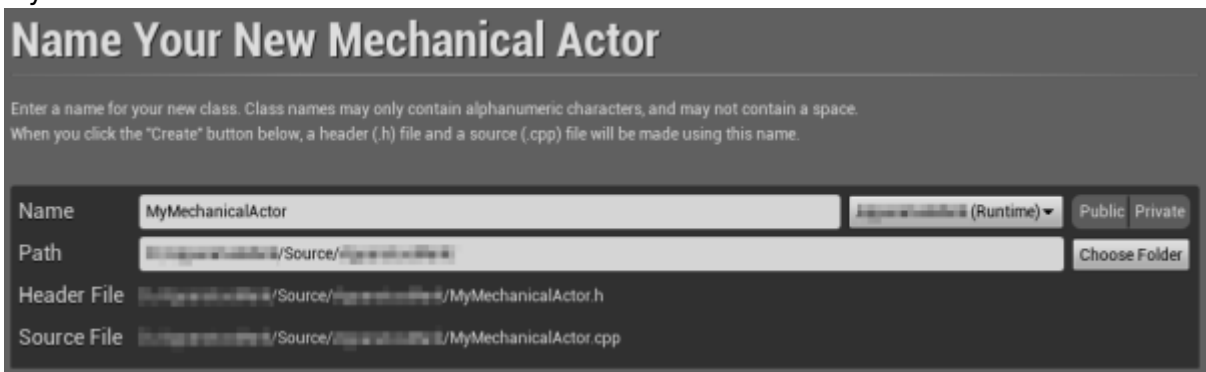 Name Your New Mechanical Actor
Enter a name for your new class. Class names may only contain alphanumeric characters, and may not contain a space.
When you click the "Create" button below, a header (.h) file and a source (.cpp) file will be made using this name.
Name MyMechanicalActor (Runtime) Public Private
Path /Source/ Choose Folder
Header File /Source/ /MyMechanicalActor.h
Source File /Source/ /MyMechanicalActor.cpp